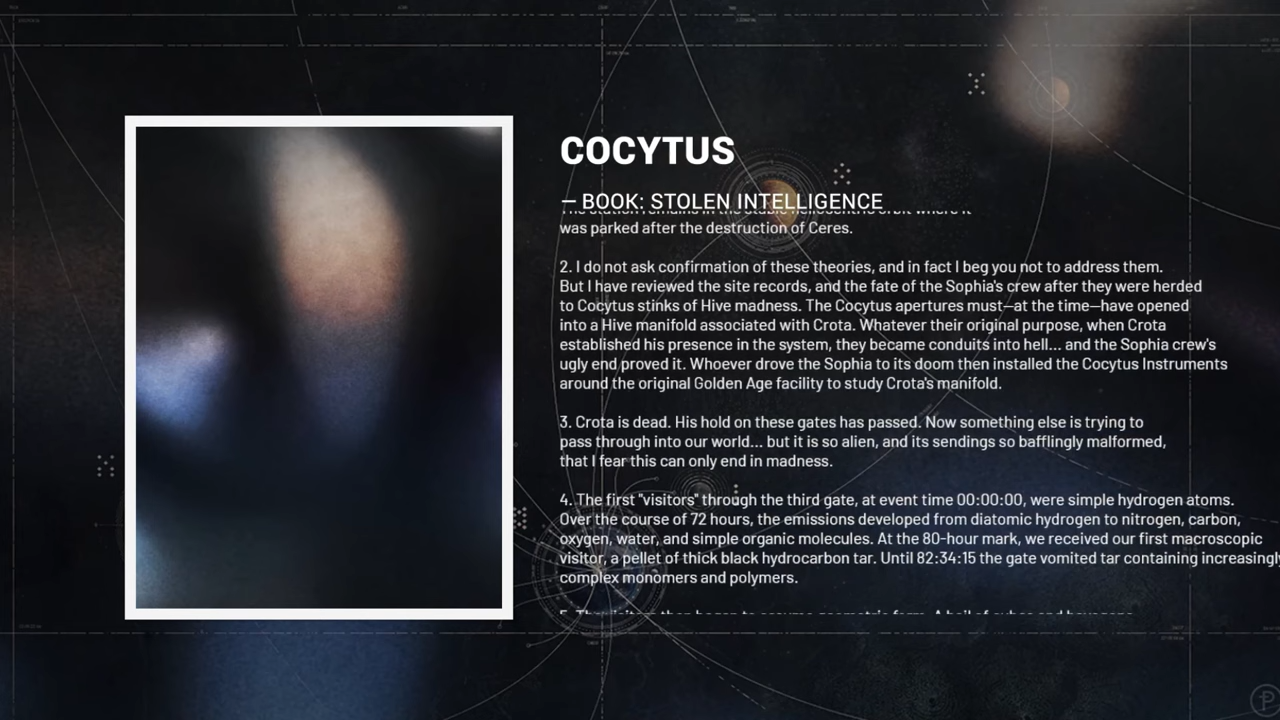 COCYTUS
— BOOK: STOLEN INTELLIGENCE
The station remains in the stable heliocentric orbit where it
was parked after the destruction of Ceres.
2. I do not ask confirmation of these theories, and in fact I beg you not to address them.
But I have reviewed the site records, and the fate of the Sophia's crew after they were herded
to Cocytus stinks of Hive madness. The Cocytus apertures must—at the time—have opened
into a Hive manifold associated with Crota. Whatever their original purpose, when Crota
established his presence in the system, they became conduits into hell... and the Sophia crew's
ugly end proved it. Whoever drove the Sophia to its doom then installed the Cocytus Instruments
around the original Golden Age facility to study Crota's manifold.
3. Crota is dead. His hold on these gates has passed. Now something else is trying to
pass through into our world... but it is so alien, and its sendings so bafflingly malformed,
that I fear this can only end in madness.
4. The first "visitors" through the third gate, at event time 00:00:00, were simple hydrogen atoms.
Over the course of 72 hours, the emissions developed from diatomic hydrogen to nitrogen, carbon,
oxygen, water, and simple organic molecules. At the 80-hour mark, we received our first macroscopic
visitor, a pellet of thick black hydrocarbon tar. Until 82:34:15 the gate vomited tar containing increasingly
complex monomers and polymers.